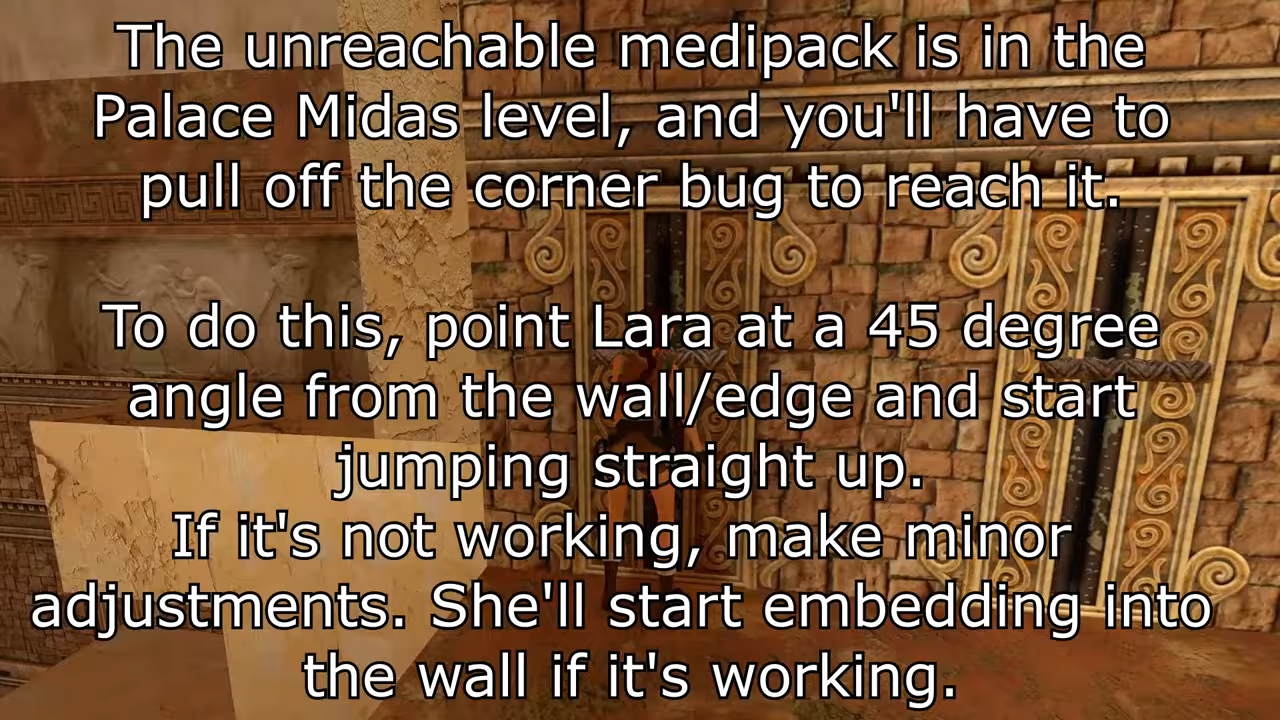 The unreachable medipack is in the
Palace Midas level, and you'll have to
pull off the corner bug to reach it.
To do this, point Lara at a 45 degree
angle from the wall/edge and start
jumping straight up.
If it's not working, make minor
adjustments. She'll start embedding into
the wall if it's working.